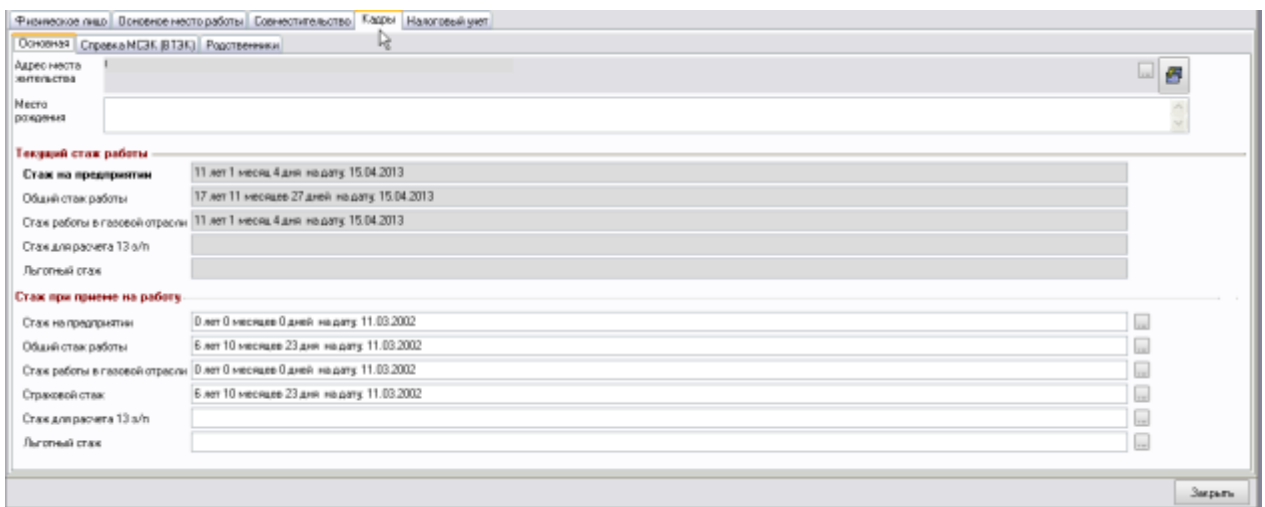 Физическое лицо Основное место работы Совместительство Кадры Налоговый учет
Основная Справка МСЭК (ВТЭК) Родственники
Адрес места
жительства
...
Место
рождения
Текущий стаж работы
Стаж на предприятии 11 лет 1 месяц 4 дня на дату: 15.04.2013
Общий стаж работы 17 лет 11 месяцев 27 дней на дату: 15.04.2013
Стаж работы в газовой отрасли 11 лет 1 месяц 4 дня на дату: 15.04.2013
Стаж для расчета 13 з/п
Льготный стаж
Стаж при приеме на работу
Стаж на предприятии 0 лет 0 месяцев 0 дней на дату: 11.03.2002 ...
Общий стаж работы 6 лет 10 месяцев 23 дня на дату: 11.03.2002 ...
Стаж работы в газовой отрасли 0 лет 0 месяцев 0 дней на дату: 11.03.2002 ...
Страховой стаж 6 лет 10 месяцев 23 дня на дату: 11.03.2002 ...
Стаж для расчета 13 з/п ...
Льготный стаж ...
Закрыть